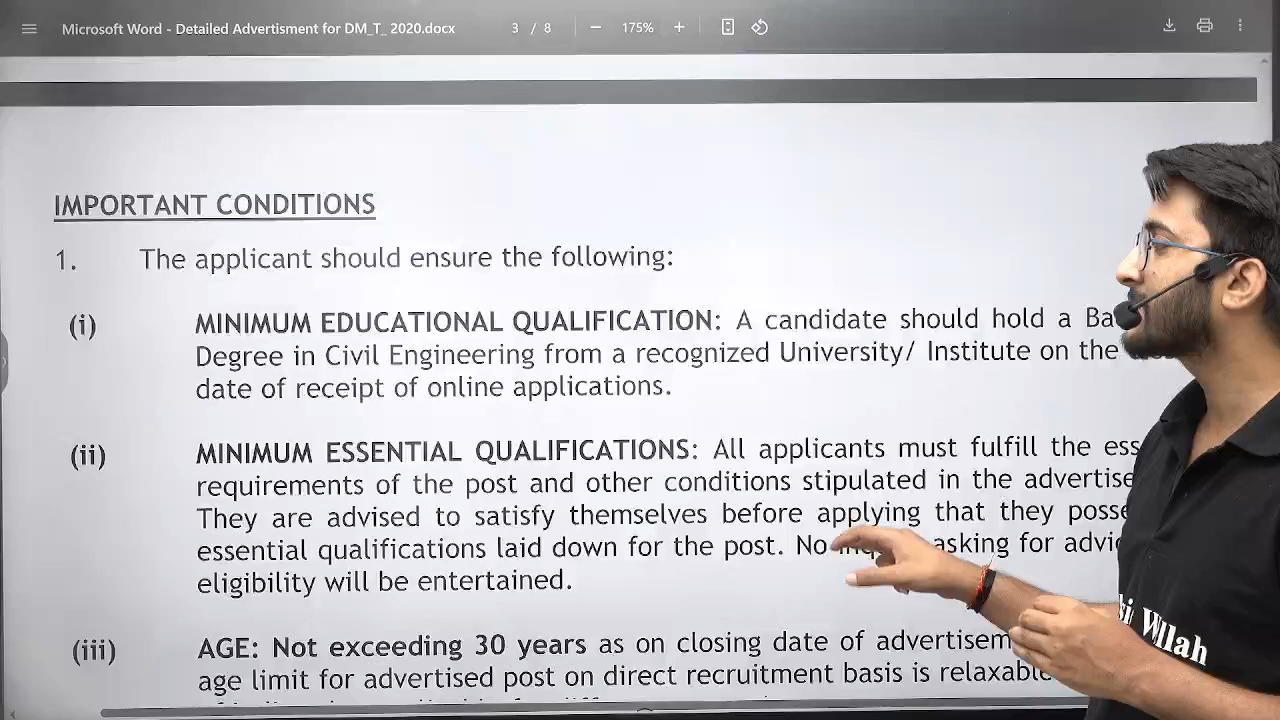 Microsoft Word - Detailed Advertisment for DM_T_ 2020.docx 3 / 8 175%
IMPORTANT CONDITIONS
1. The applicant should ensure the following:
(i) MINIMUM EDUCATIONAL QUALIFICATION: A candidate should hold a
Degree in Civil Engineering from a recognized University/ Institute on the
date of receipt of online applications.
(ii) MINIMUM ESSENTIAL QUALIFICATIONS: All applicants must fulfill the ess
requirements of the post and other conditions stipulated in the advertise
They are advised to satisfy themselves before applying that they posse
essential qualifications laid down for the post. No asking for advi
eligibility will be entertained.
(iii) AGE: Not exceeding 30 years as on closing date of advertisem
age limit for advertised post on direct recruitment basis is relaxable
si Wllah